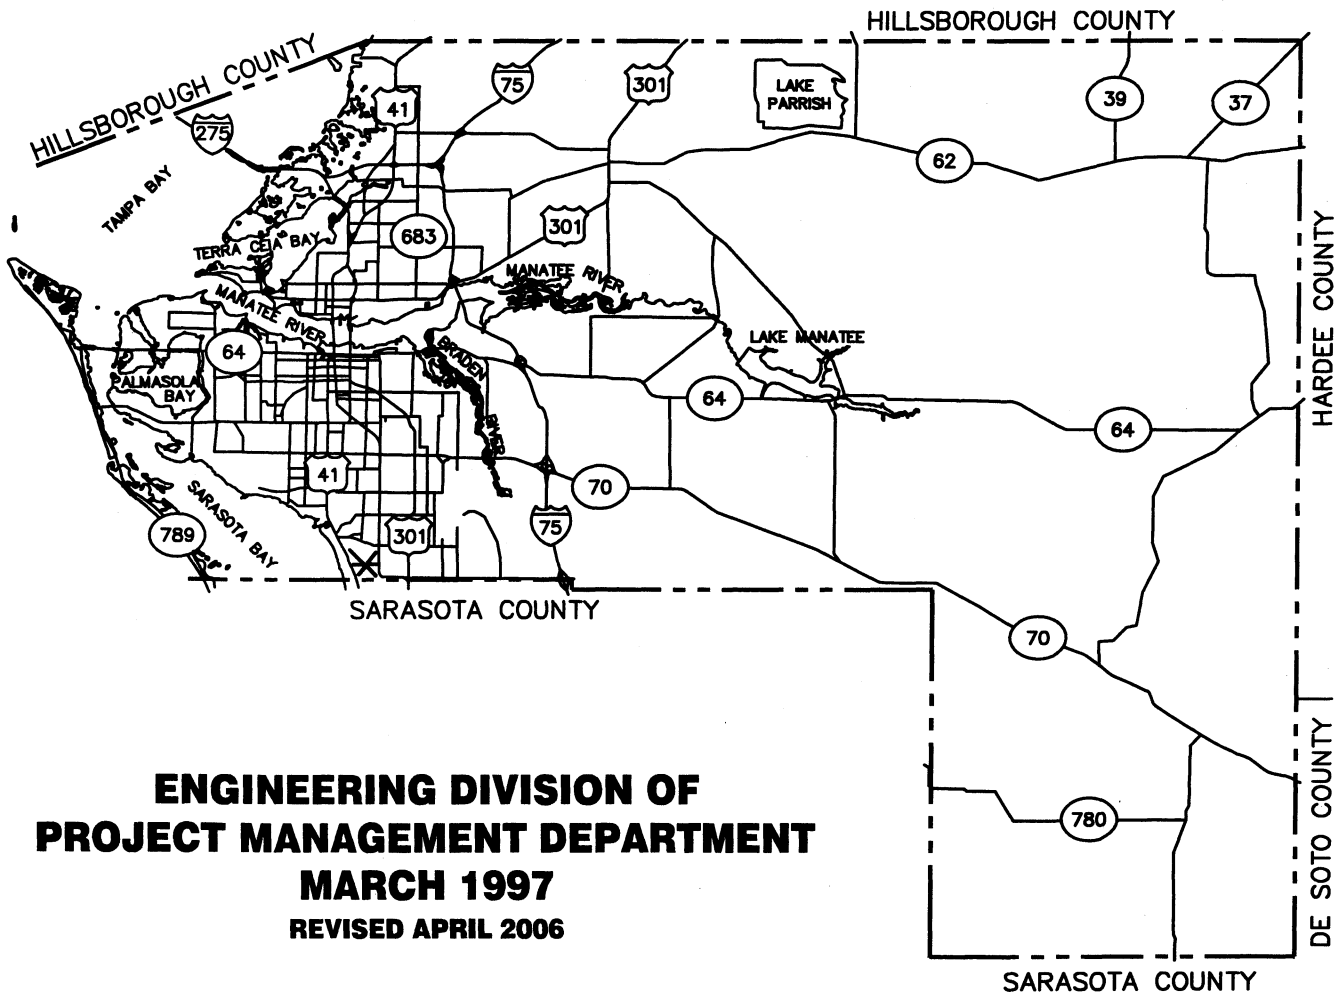 HILLSBOROUGH COUNTY
HILLSBOROUGH COUNTY
75
301
LAKE
PARRISH
39
37
41
275
62
TAMPA BAY
301
683
TERRA CEIA BAY
HARDEE COUNTY
MANATEE RIVER
MANATEE RIVER
LAKE MANATEE
64
BRADEN
RIVER
PALMASOLA
BAY
64
64
41
70
SARASOTA BAY
789
301
75
SARASOTA COUNTY
70
DE SOTO COUNTY
780
ENGINEERING DIVISION OF
PROJECT MANAGEMENT DEPARTMENT
MARCH 1997
REVISED APRIL 2006
SARASOTA COUNTY